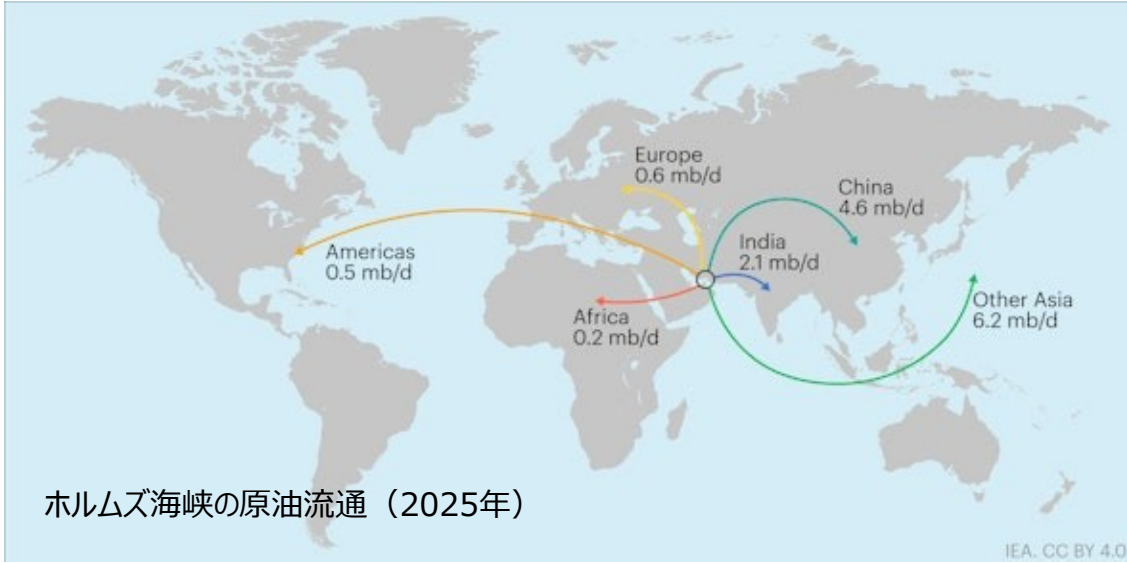 Europe
0.6 mb/d
China
4.6 mb/d
Americas
0.5 mb/d
India
2.1 mb/d
Africa
0.2 mb/d
Other Asia
6.2 mb/d
ホルムズ海峡の原油流通（2025年）
IEA. CC BY 4.0